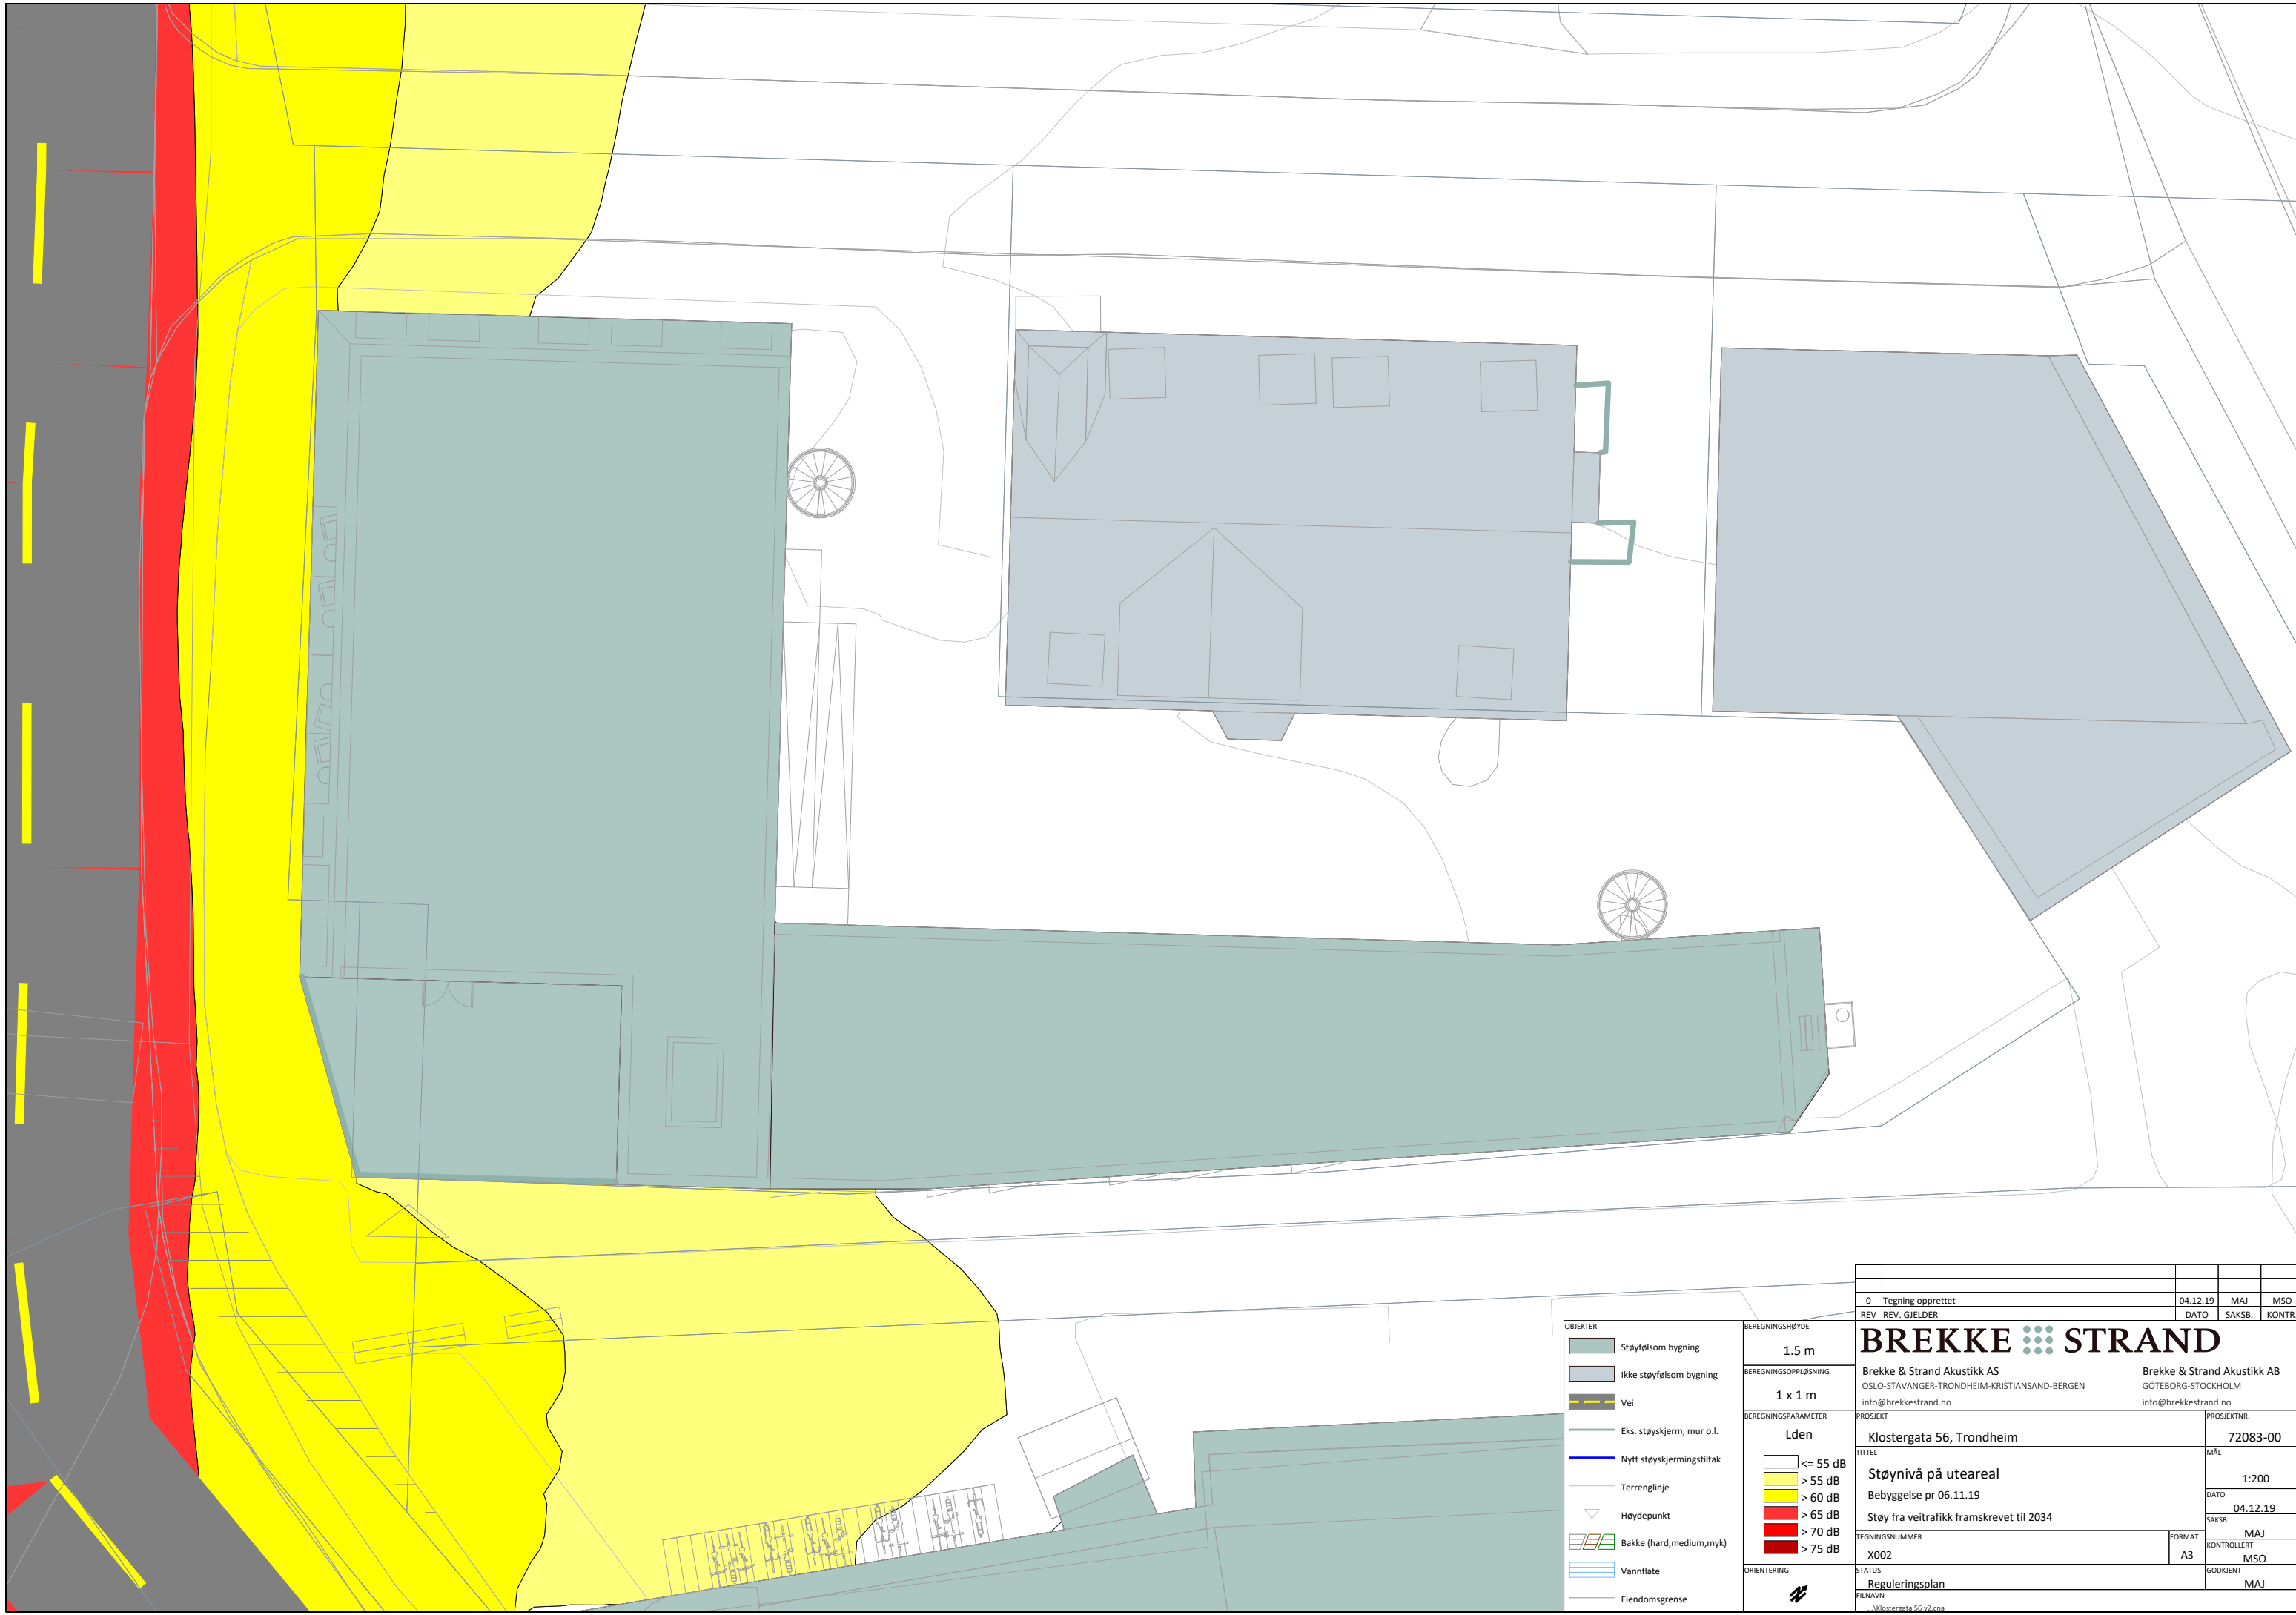 0 Tegning opprettet 04.12.19 MAJ MSO
REV REV. GJELDER DATO SAKSB. KONTR.
OBJEKTER
Støyfølsom bygning
Ikke støyfølsom bygning
Vei
Eks. støyskjerm, mur o.l.
Nytt støyskjermingstiltak
Terrenglinje
Høydepunkt
Bakke (hard,medium,myk)
Vannflate
Eiendomsgrense
BEREGNINGSHØYDE
1.5 m
BEREGNINGSOPPLØSNING
1 x 1 m
BEREGNINGSPARAMETER
Lden
<= 55 dB
> 55 dB
> 60 dB
> 65 dB
> 70 dB
> 75 dB
ORIENTERING
BREKKE STRAND
Brekke & Strand Akustikk AS
OSLO-STAVANGER-TRONDHEIM-KRISTIANSAND-BERGEN
info@brekkestrand.no
Brekke & Strand Akustikk AB
GÖTEBORG-STOCKHOLM
info@brekkestrand.no
PROSJEKT
Klostergata 56, Trondheim
PROSJEKTNR.
72083-00
TITTEL
Støynivå på uteareal
Bebyggelse pr 06.11.19
Støy fra veitrafikk framskrevet til 2034
MÅL
1:200
DATO
04.12.19
SAKSB.
MAJ
TEGNINGSNUMMER
X002
FORMAT
A3
KONTROLLERT
MSO
STATUS
Reguleringsplan
GODKJENT
MAJ
FILNAVN
...\Klostergata 56 v2.cna